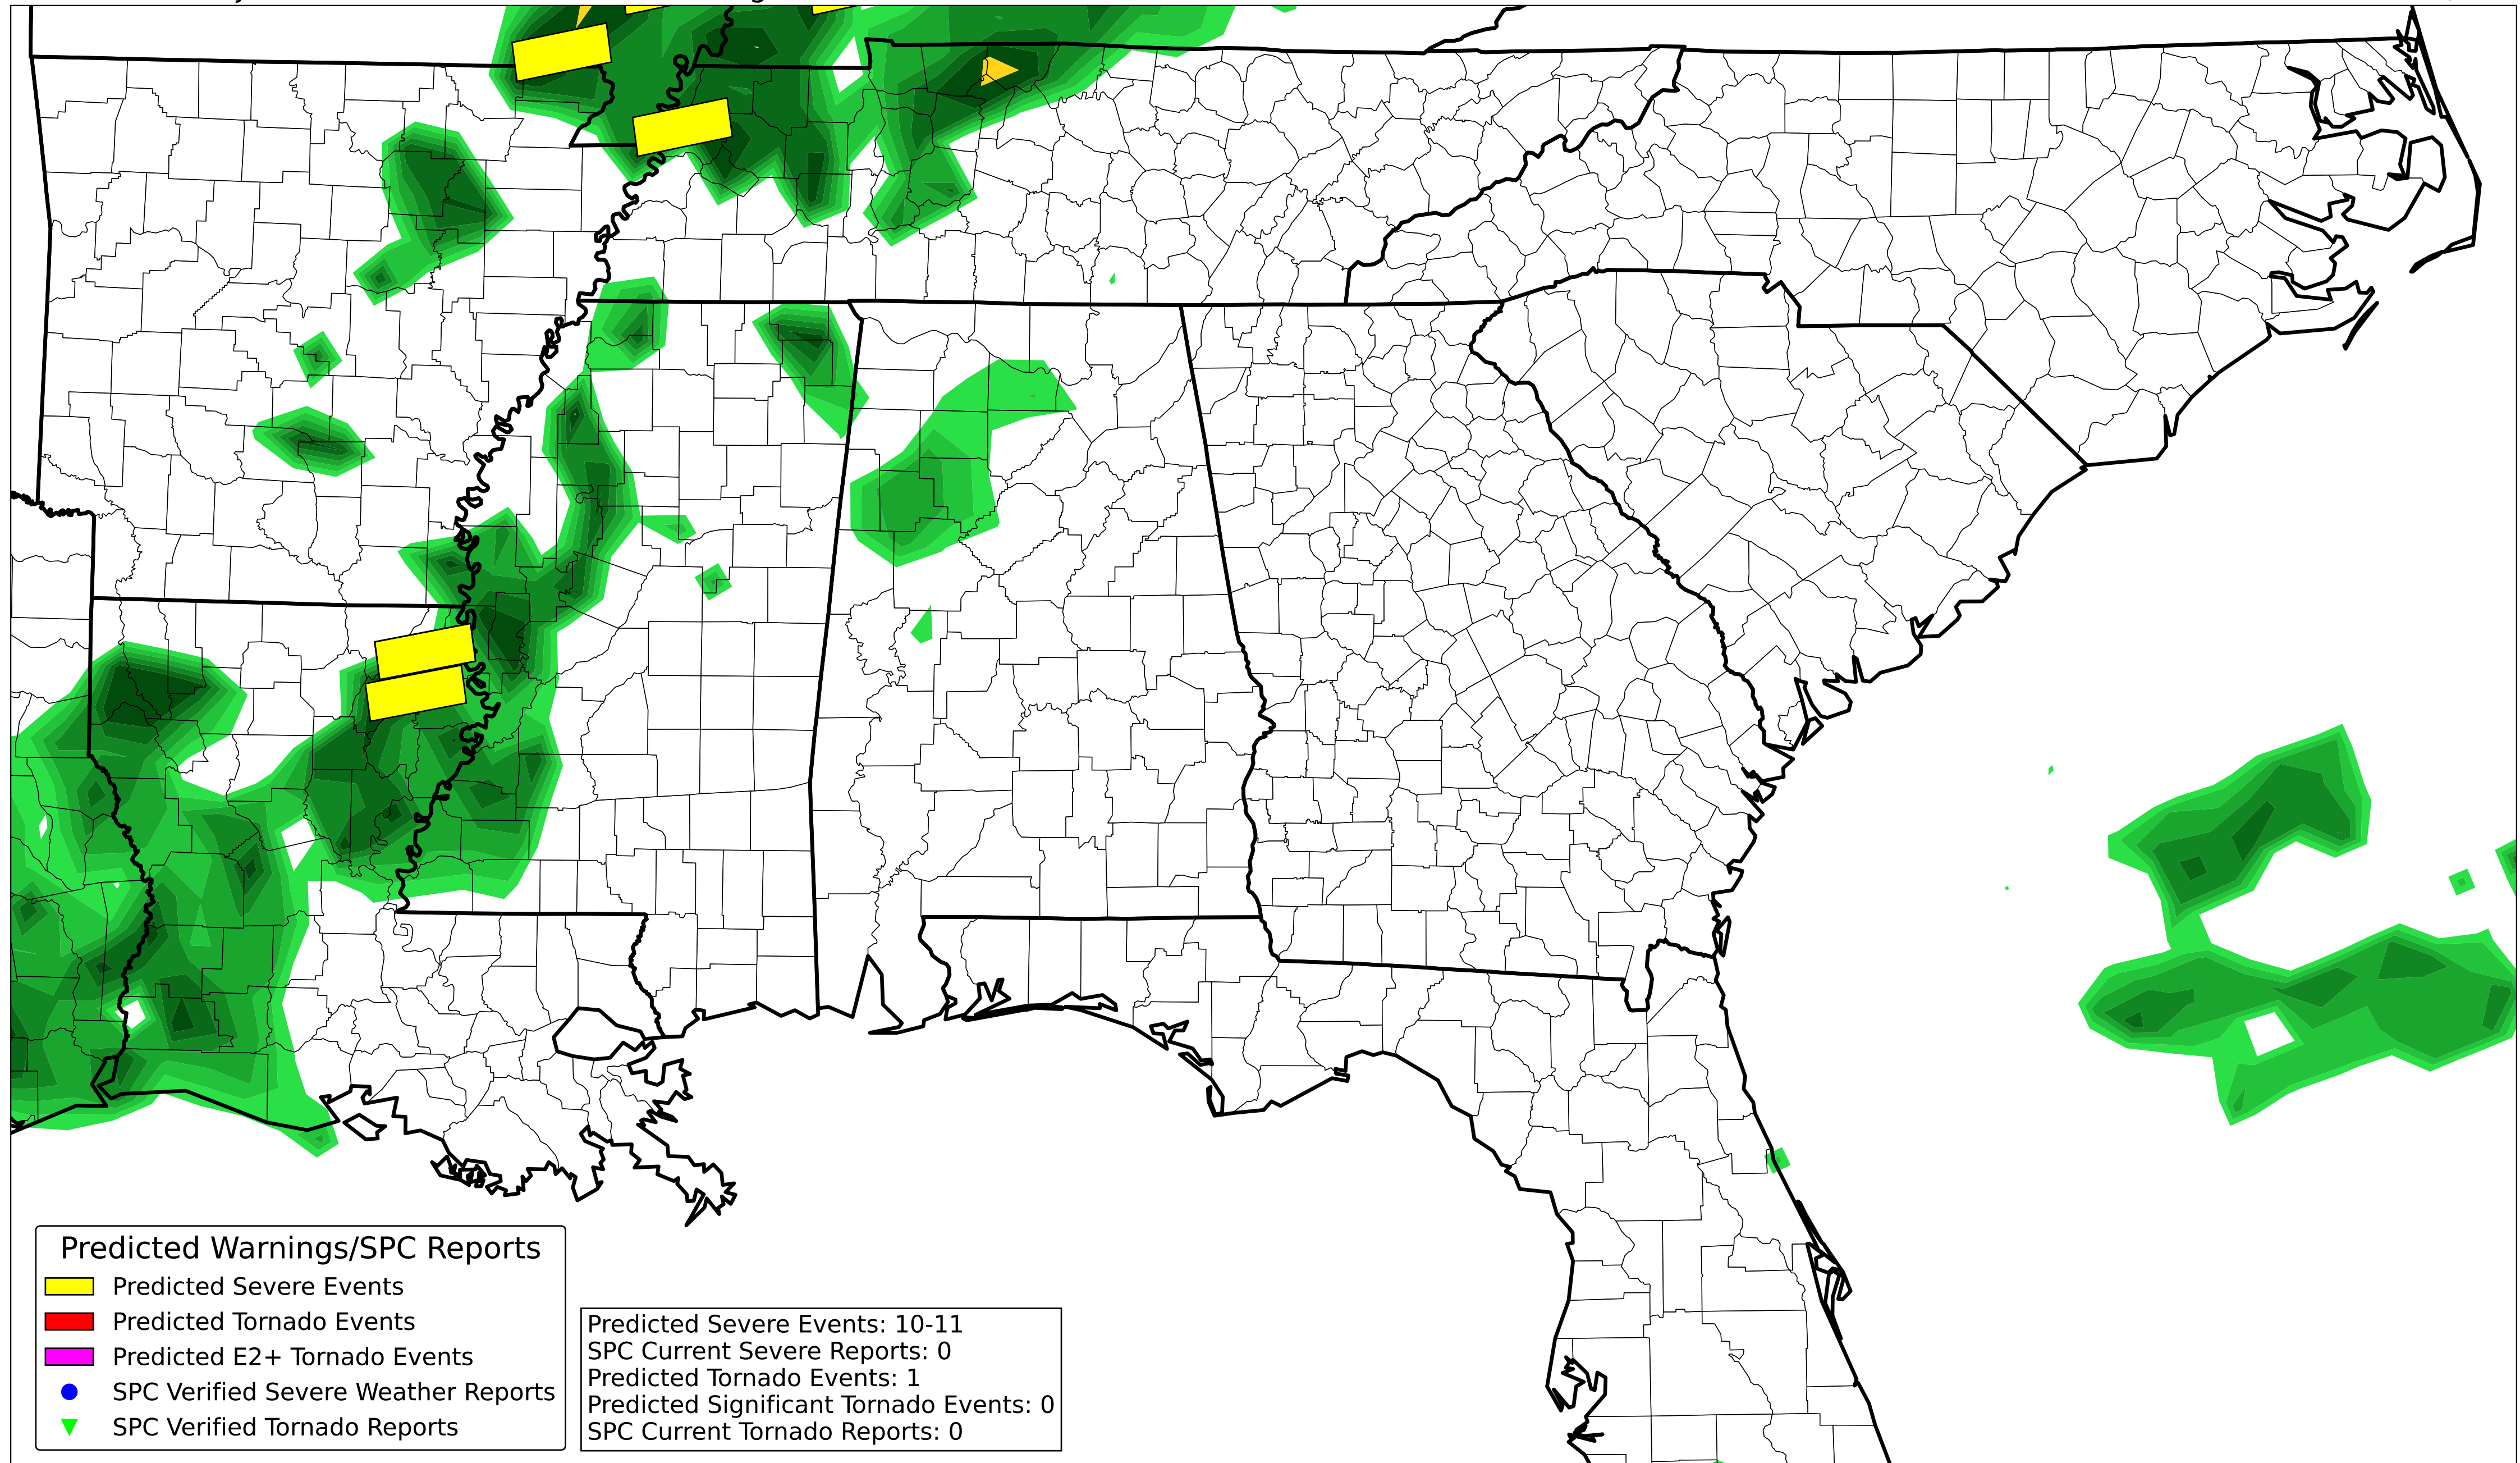 Predicted Warnings/SPC Reports
Predicted Severe Events
Predicted Tornado Events
Predicted E2+ Tornado Events
SPC Verified Severe Weather Reports
SPC Verified Tornado Reports
Predicted Severe Events: 10-11
SPC Current Severe Reports: 0
Predicted Tornado Events: 1
Predicted Significant Tornado Events: 0
SPC Current Tornado Reports: 0